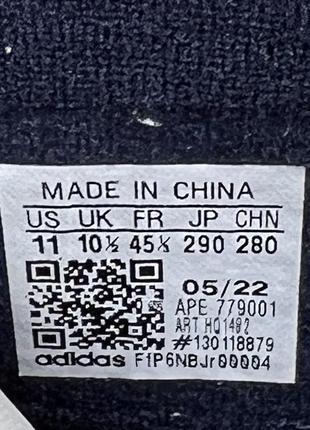 MADE IN CHINA
US UK FR JP CHN
11 10½ 45⅓ 290 280
05/22
APE 779001
ART HQ1492
#130118879
adidas FfP6NBJr00004